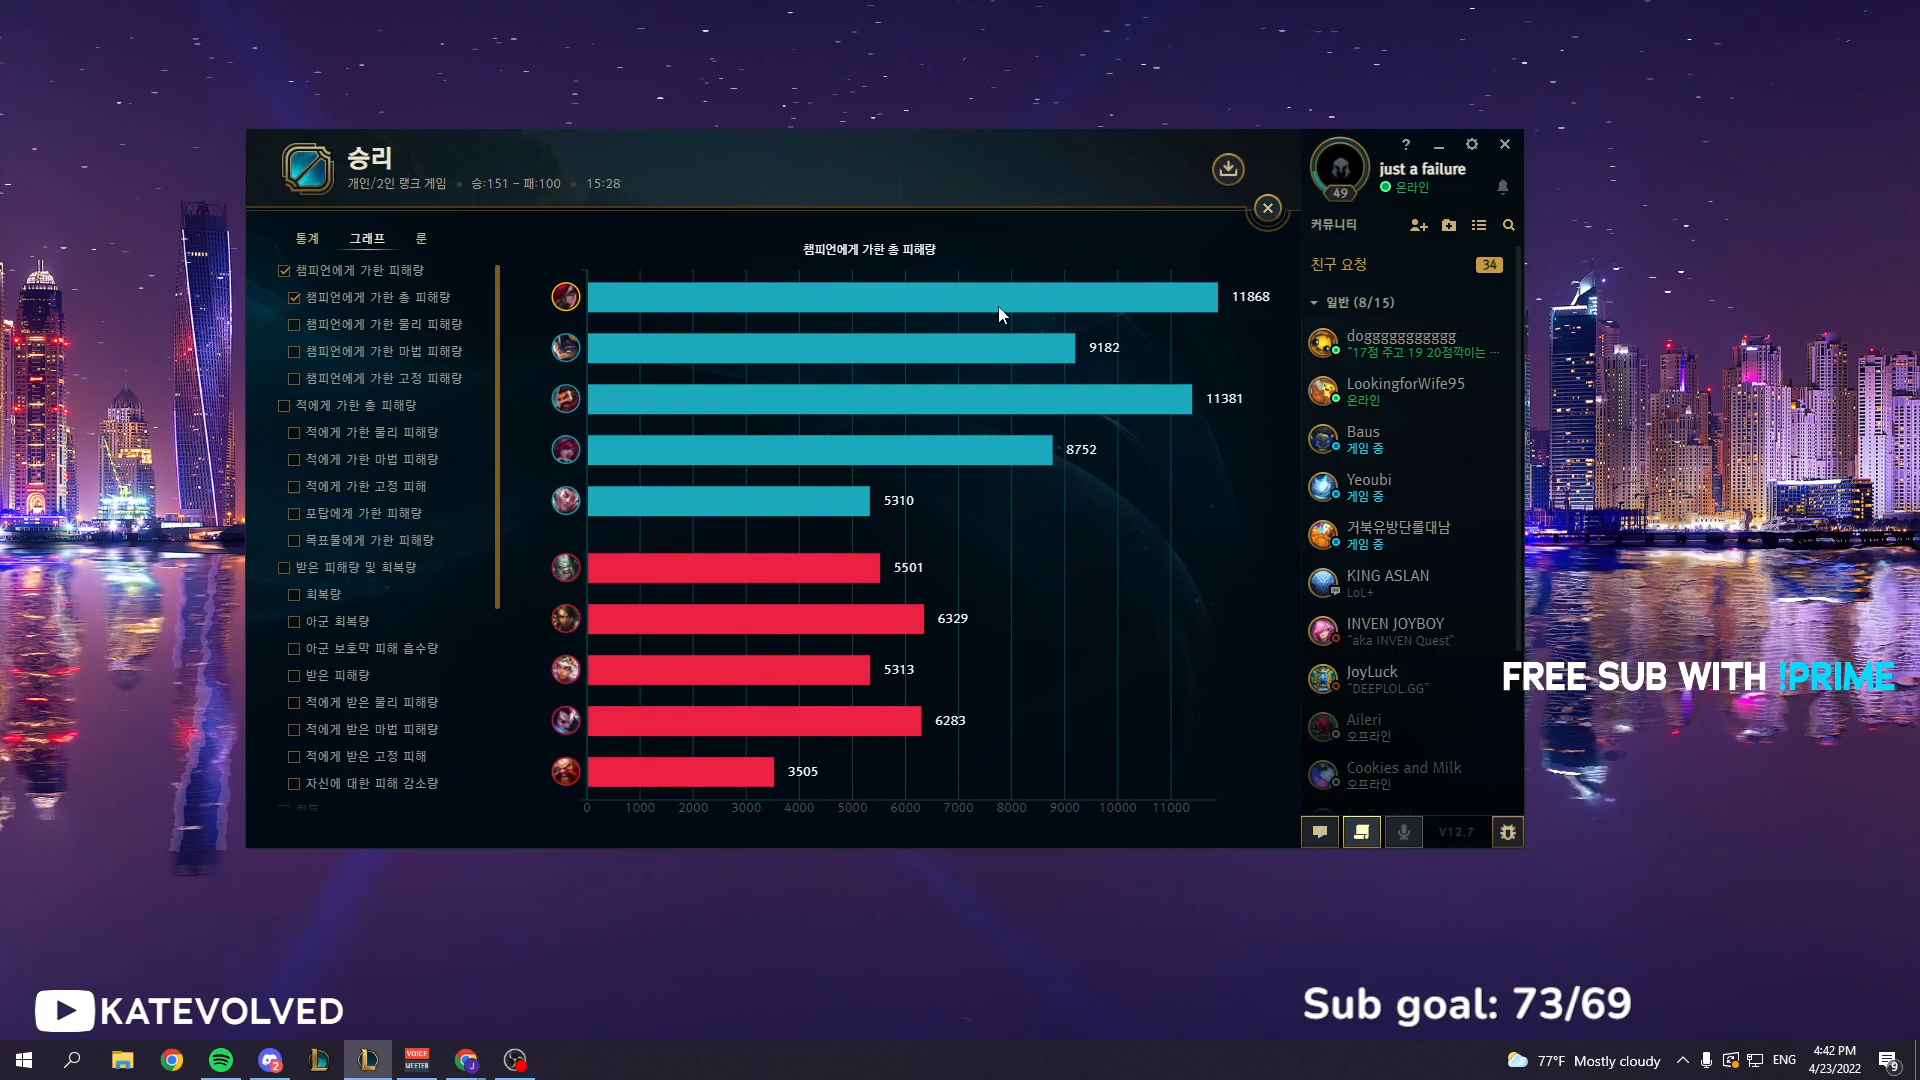 승리
개인/2인 랭크 게임 • 승:151 – 패:100 • 15:28
통계
그래프
룬
챔피언에게 가한 피해량
챔피언에게 가한 총 피해량
챔피언에게 가한 물리 피해량
챔피언에게 가한 마법 피해량
챔피언에게 가한 고정 피해량
적에게 가한 총 피해량
적에게 가한 물리 피해량
적에게 가한 마법 피해량
적에게 가한 고정 피해
포탑에게 가한 피해량
목표물에게 가한 피해량
받은 피해량 및 회복량
회복량
아군 회복량
아군 보호막 피해 흡수량
받은 피해량
적에게 받은 물리 피해량
적에게 받은 마법 피해량
적에게 받은 고정 피해
자신에 대한 피해 감소량
챔피언에게 가한 총 피해량
11868
9182
11381
8752
5310
5501
6329
5313
6283
3505
0 1000 2000 3000 4000 5000 6000 7000 8000 9000 10000 11000
?
49
just a failure
온라인
커뮤니티
친구 요청
34
일반 (8/15)
doggggggggggg
"17점 주고 19 20점깍이는 ···
LookingforWife95
온라인
Baus
게임 중
Yeoubi
게임 중
거북유방단톨대남
게임 중
KING ASLAN
LoL+
INVEN JOYBOY
"aka INVEN Quest"
JoyLuck
"DEEPLOL.GG"
Aileri
오프라인
Cookies and Milk
오프라인
V12.7
FREE SUB WITH !PRIME
KATEVOLVED
Sub goal: 73/69
2
VOICE
MEETER
J
77°F Mostly cloudy
ENG
4:42 PM
4/23/2022
9